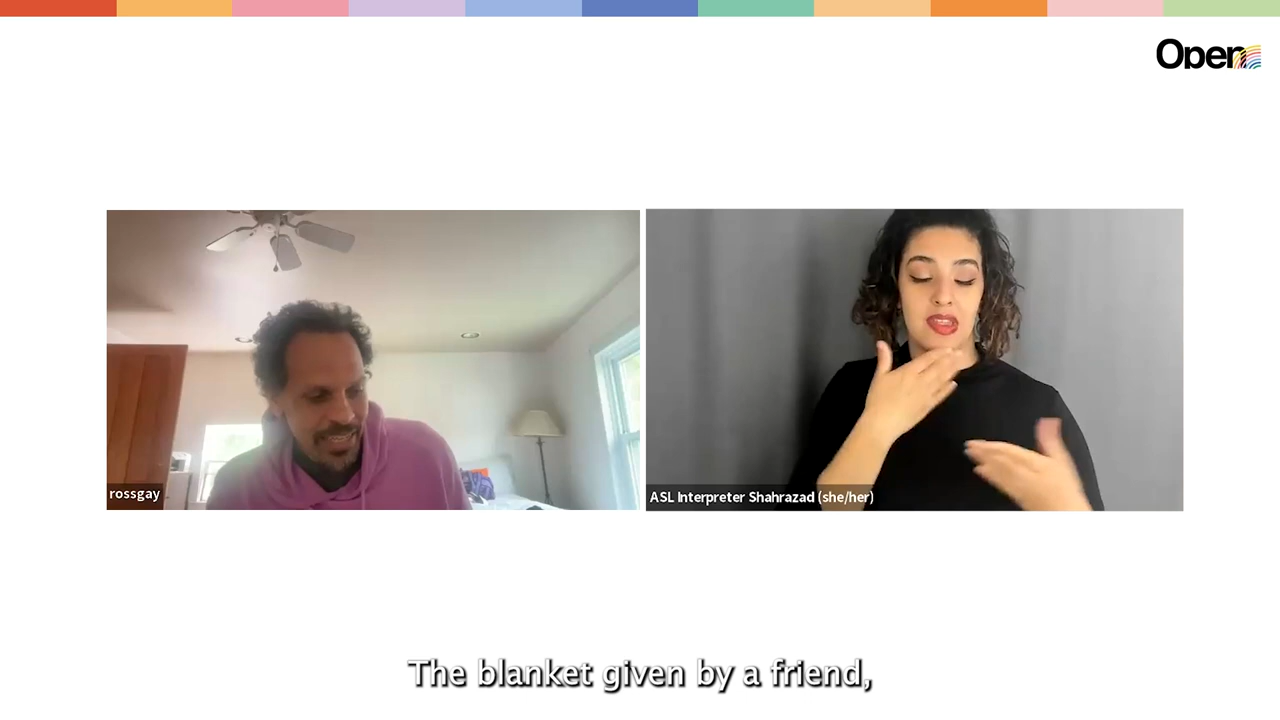 Open
rossgay
ASL Interpreter Shahrazad (she/her)
The blanket given by a friend,